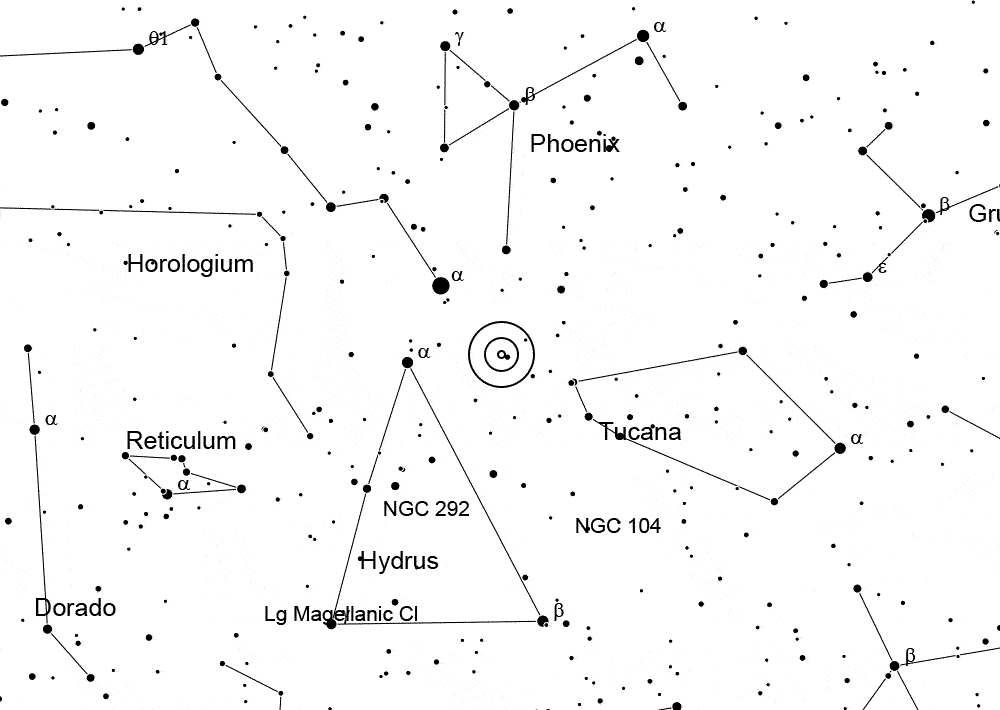 θ1
γ
α
β
Phoenix
β
Gru
ε
Horologium
α
α
α
Reticulum
α
Tucana
α
NGC 292
NGC 104
Hydrus
Dorado
Lg Magellanic Cl
β
β